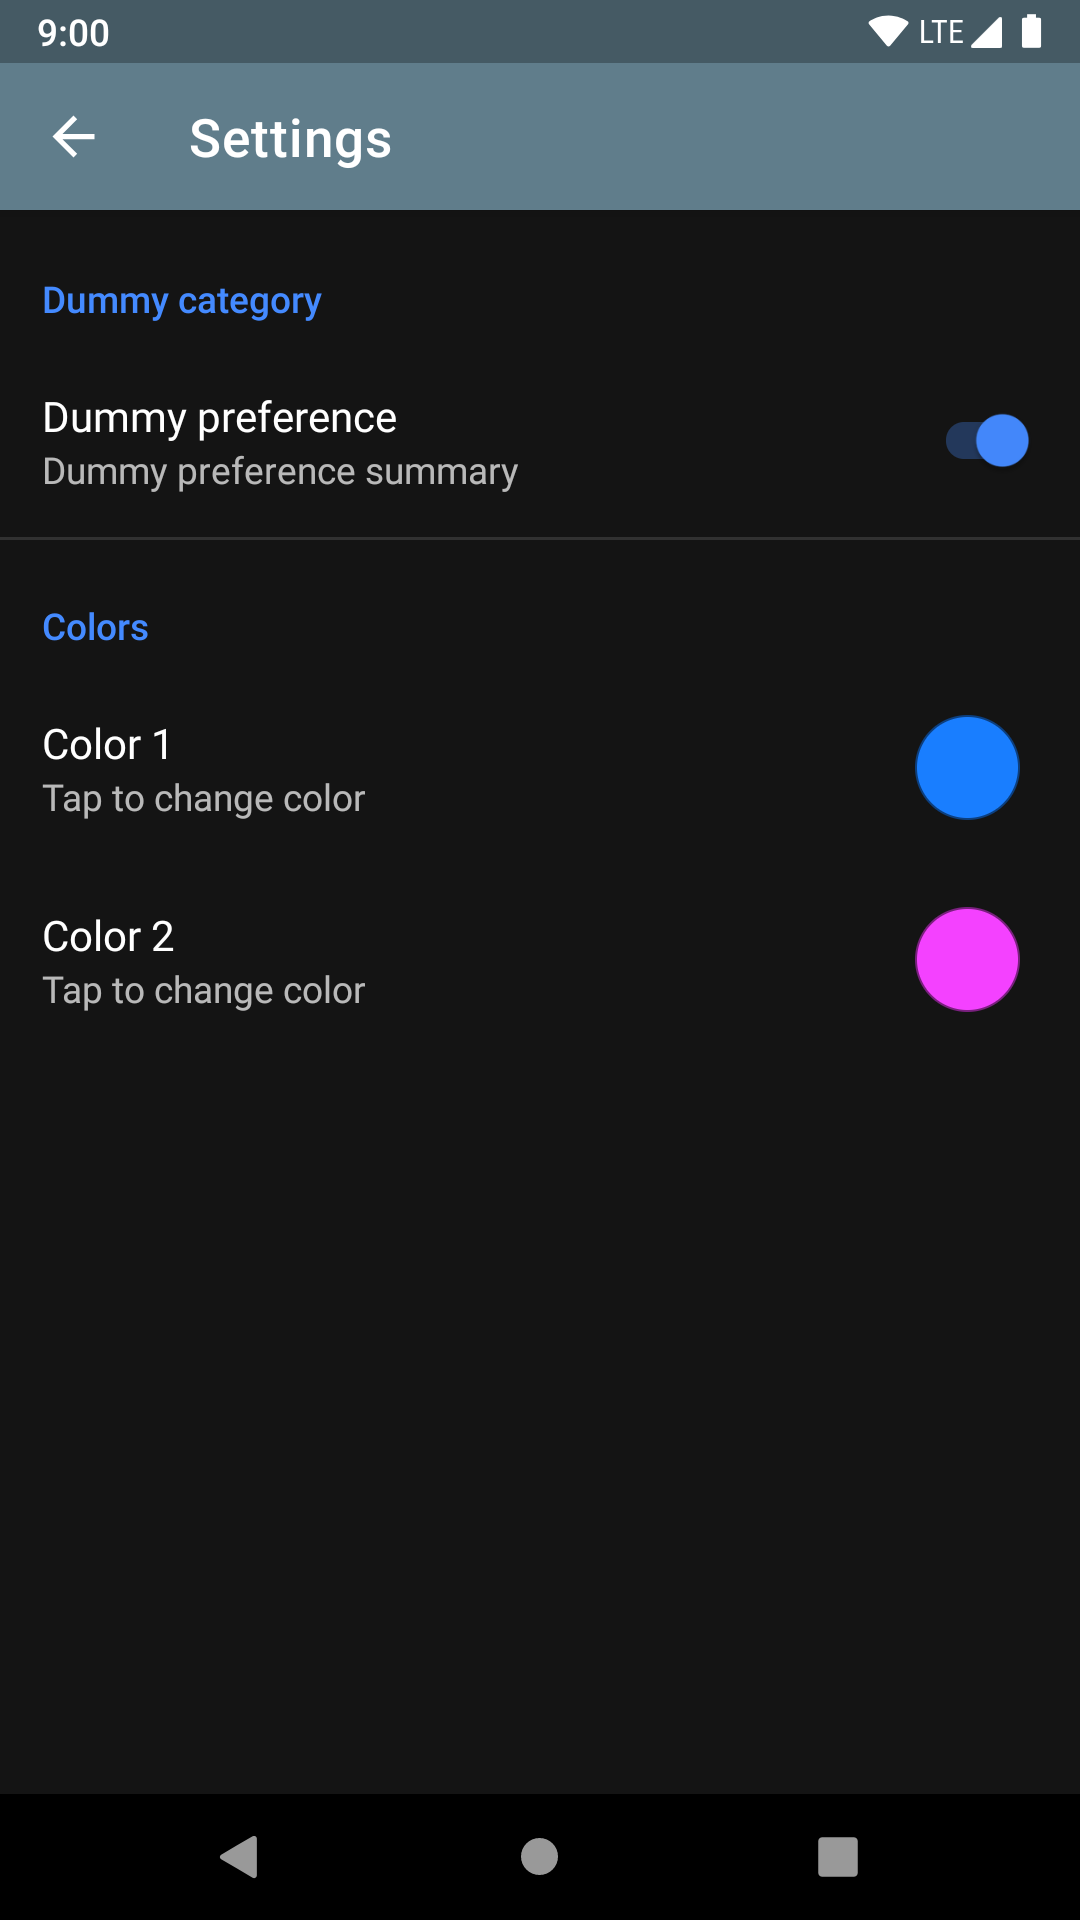 9:00
LTE
Settings
Dummy category
Dummy preference
Dummy preference summary
Colors
Color 1
Tap to change color
Color 2
Tap to change color